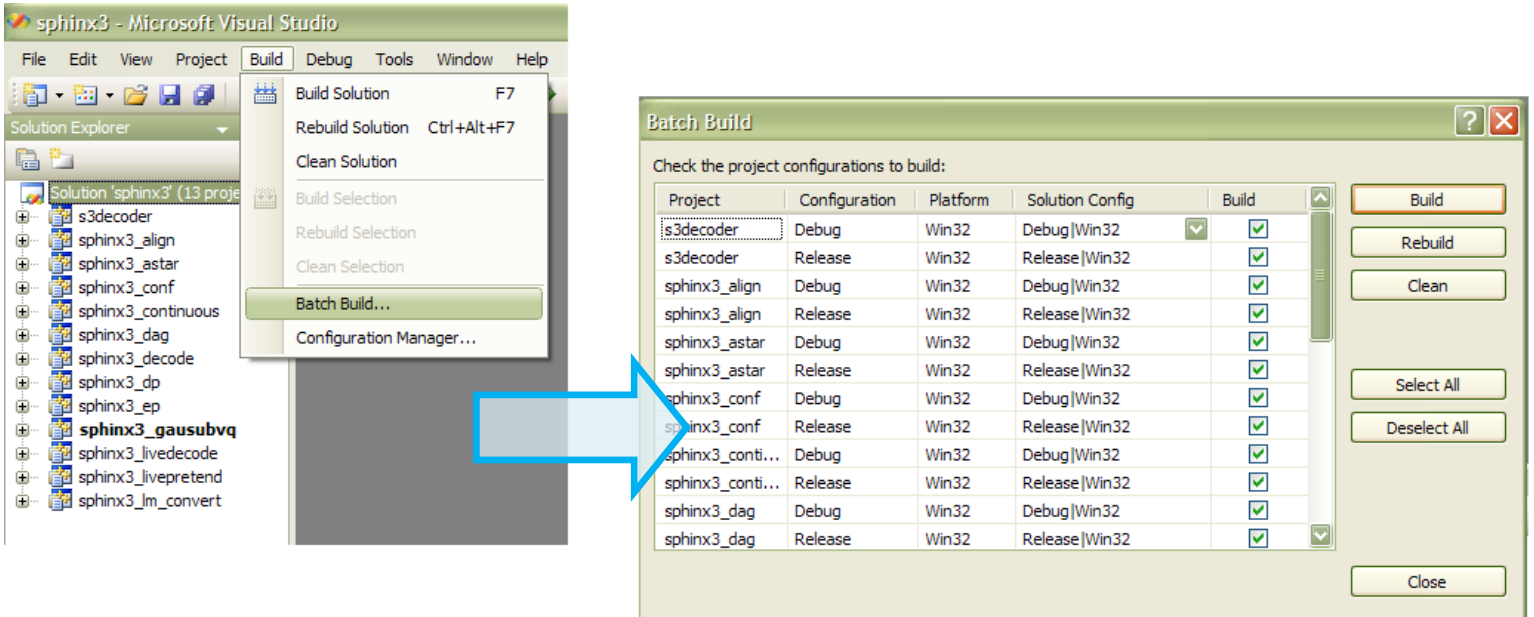 sphinx3 - Microsoft Visual Studio
File Edit View Project Build Debug Tools Window Help
Build Solution F7
Rebuild Solution Ctrl+Alt+F7
Clean Solution
Build Selection
Rebuild Selection
Clean Selection
Batch Build...
Configuration Manager...
Solution Explorer
Solution 'sphinx3' (13 proje
s3decoder
sphinx3_align
sphinx3_astar
sphinx3_conf
sphinx3_continuous
sphinx3_dag
sphinx3_decode
sphinx3_dp
sphinx3_ep
sphinx3_gausubvq
sphinx3_livedecode
sphinx3_livepretend
sphinx3_lm_convert
Batch Build
Check the project configurations to build:
Project Configuration Platform Solution Config Build
s3decoder Debug Win32 Debug|Win32
s3decoder Release Win32 Release|Win32
sphinx3_align Debug Win32 Debug|Win32
sphinx3_align Release Win32 Release|Win32
sphinx3_astar Debug Win32 Debug|Win32
sphinx3_astar Release Win32 Release|Win32
sphinx3_conf Debug Win32 Debug|Win32
sphinx3_conf Release Win32 Release|Win32
sphinx3_conti... Debug Win32 Debug|Win32
sphinx3_conti... Release Win32 Release|Win32
sphinx3_dag Debug Win32 Debug|Win32
sphinx3_dag Release Win32 Release|Win32
Build
Rebuild
Clean
Select All
Deselect All
Close